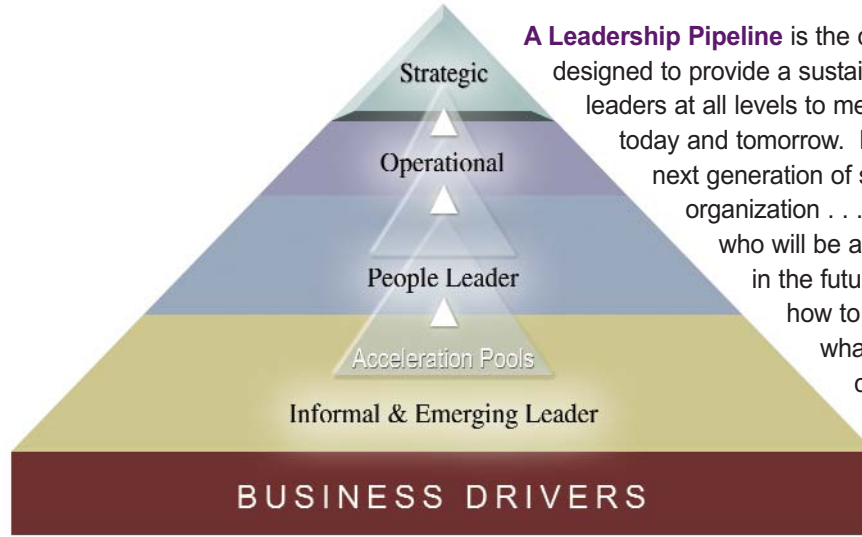 Strategic
Operational
People Leader
Acceleration Pools
Informal & Emerging Leader
BUSINESS DRIVERS
A Leadership Pipeline is the
designed to provide a
leaders at all levels to
today and tomorrow.
next generation of
organization . . .
who will be
in the
how to